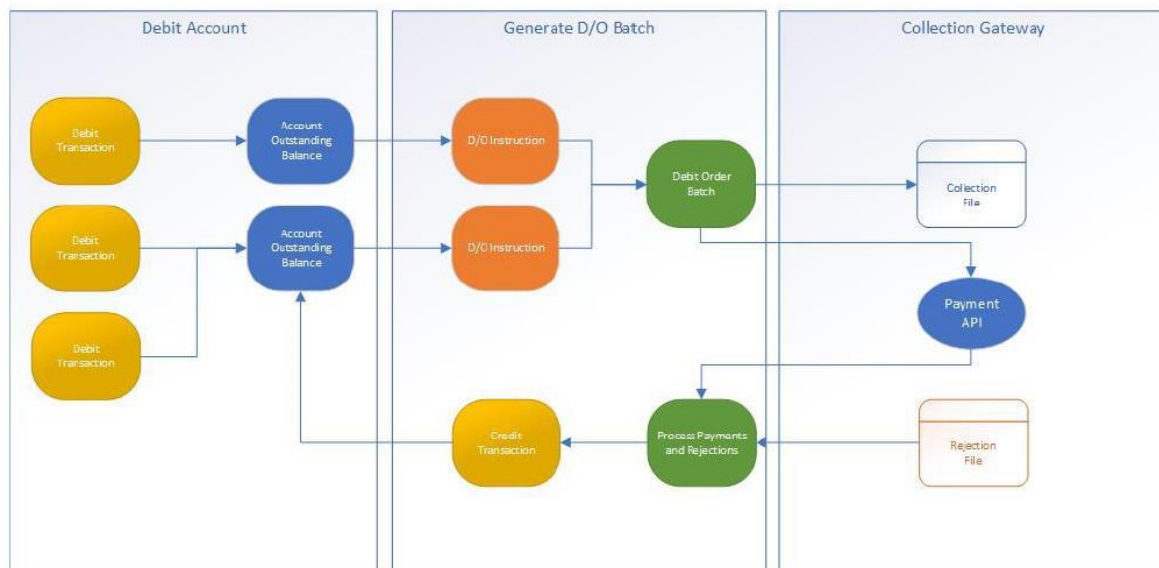 Debit Account
Generate D/O Batch
Collection Gateway
Debit
Transaction
Account
Outstanding
Balance
D/O Instruction
Debt Order
Batch
Collection
File
Debit
Transaction
Account
Outstanding
Balance
D/O Instruction
Payment
API
Debit
Transaction
Credit
Transaction
Process Payments
and Rejections
Rejection
File